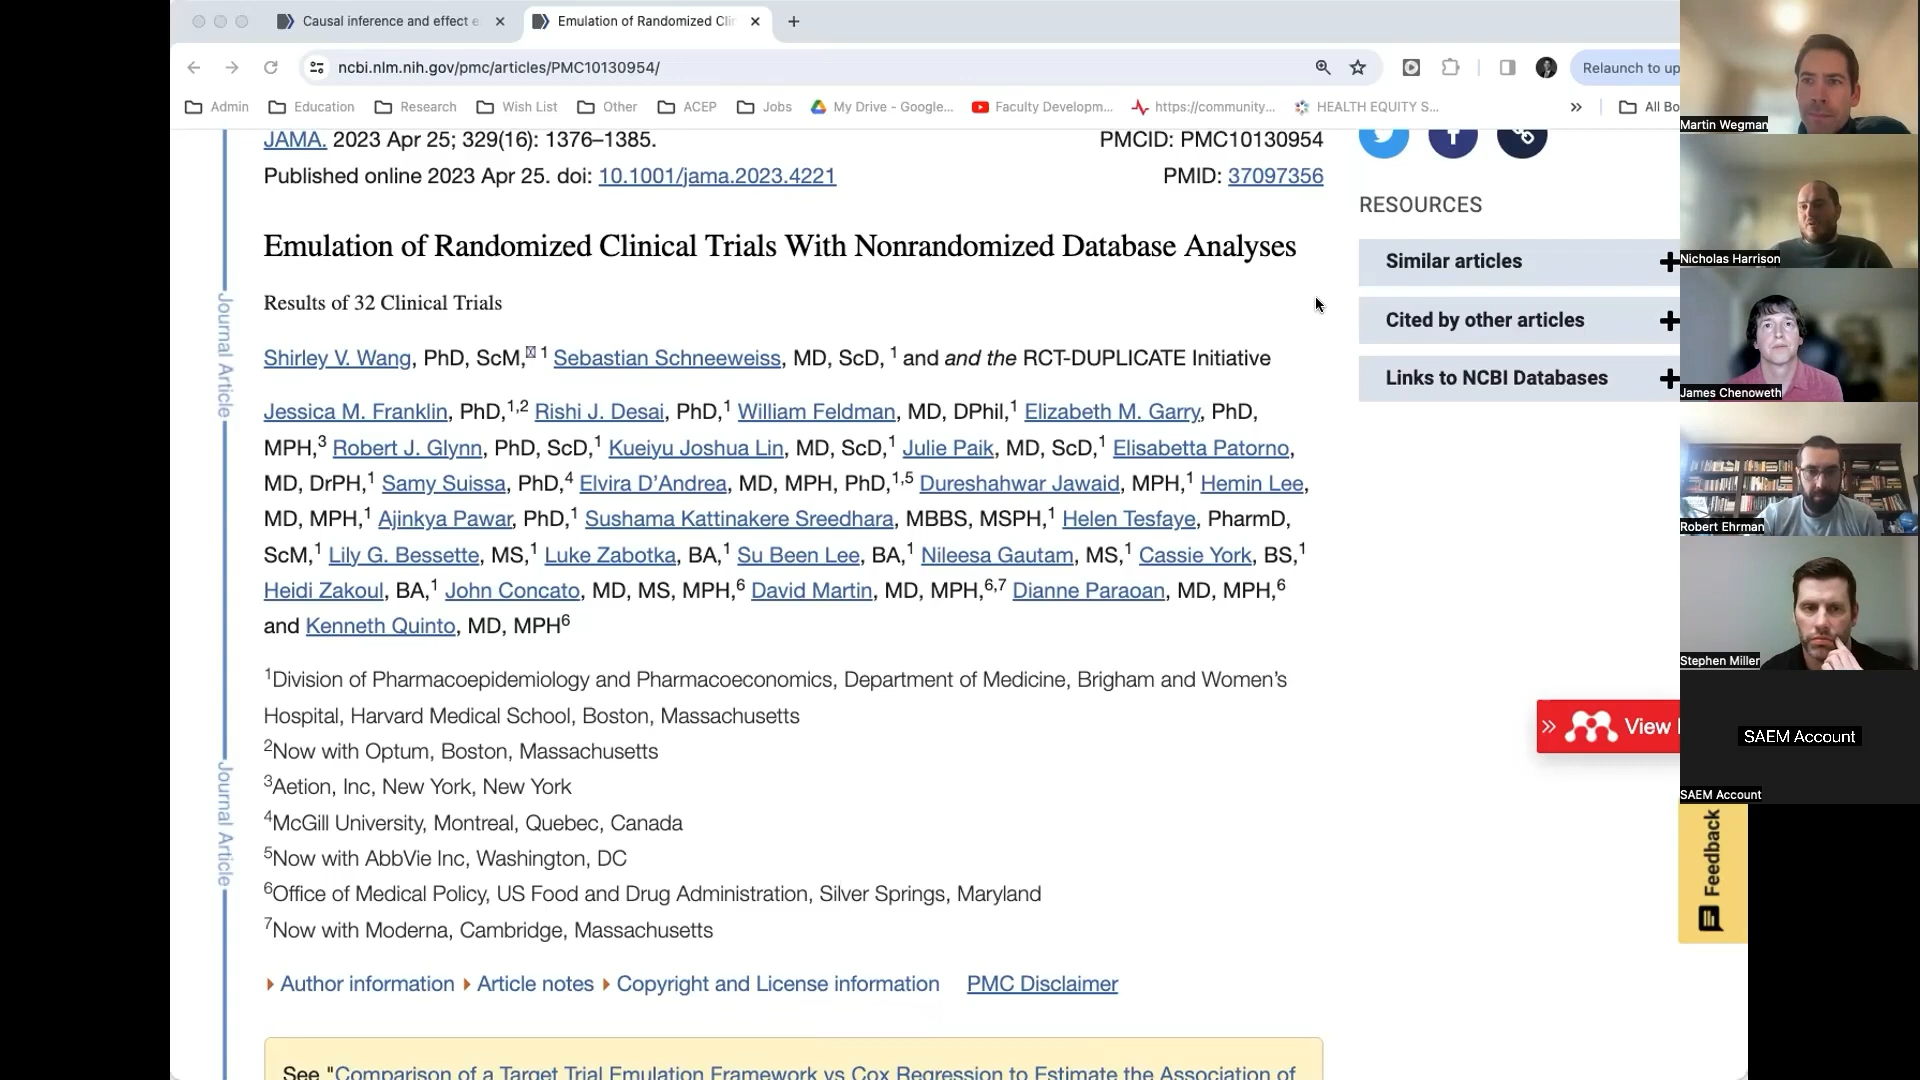 Causal inference and effect e
Emulation of Randomized Clin
ncbi.nlm.nih.gov/pmc/articles/PMC10130954/
Relaunch to up
Admin
Education
Research
Wish List
Other
ACEP
Jobs
My Drive - Google...
Faculty Developm...
https://community...
HEALTH EQUITY S...
All Bo
JAMA. 2023 Apr 25; 329(16): 1376–1385.
PMCID: PMC10130954
Published online 2023 Apr 25. doi: 10.1001/jama.2023.4221
PMID: 37097356
Emulation of Randomized Clinical Trials With Nonrandomized Database Analyses
Results of 32 Clinical Trials
Shirley V. Wang, PhD, ScM, 1 Sebastian Schneeweiss, MD, ScD, 1 and and the RCT-DUPLICATE Initiative
Jessica M. Franklin, PhD,1,2 Rishi J. Desai, PhD,1 William Feldman, MD, DPhil,1 Elizabeth M. Garry, PhD,
MPH,3 Robert J. Glynn, PhD, ScD,1 Kueiyu Joshua Lin, MD, ScD,1 Julie Paik, MD, ScD,1 Elisabetta Patorno,
MD, DrPH,1 Samy Suissa, PhD,4 Elvira D’Andrea, MD, MPH, PhD,1,5 Dureshahwar Jawaid, MPH,1 Hemin Lee,
MD, MPH,1 Ajinkya Pawar, PhD,1 Sushama Kattinakere Sreedhara, MBBS, MSPH,1 Helen Tesfaye, PharmD,
ScM,1 Lily G. Bessette, MS,1 Luke Zabotka, BA,1 Su Been Lee, BA,1 Nileesa Gautam, MS,1 Cassie York, BS,1
Heidi Zakoul, BA,1 John Concato, MD, MS, MPH,6 David Martin, MD, MPH,6,7 Dianne Paraoan, MD, MPH,6
and Kenneth Quinto, MD, MPH6
1Division of Pharmacoepidemiology and Pharmacoeconomics, Department of Medicine, Brigham and Women’s
Hospital, Harvard Medical School, Boston, Massachusetts
2Now with Optum, Boston, Massachusetts
3Aetion, Inc, New York, New York
4McGill University, Montreal, Quebec, Canada
5Now with AbbVie Inc, Washington, DC
6Office of Medical Policy, US Food and Drug Administration, Silver Springs, Maryland
7Now with Moderna, Cambridge, Massachusetts
Author information
Article notes
Copyright and License information
PMC Disclaimer
See "Comparison of a Target Trial Emulation Framework vs Cox Regression to Estimate the Association of
Journal Article
Journal Article
RESOURCES
Similar articles
Cited by other articles
Links to NCBI Databases
View
Feedback
Martin Wegman
Nicholas Harrison
James Chenoweth
Robert Ehrman
Stephen Miller
SAEM Account
SAEM Account